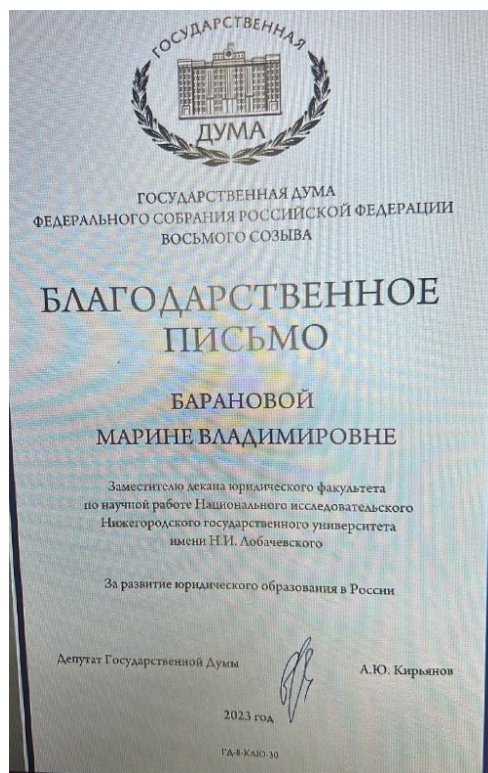 ГОСУДАРСТВЕННАЯ
ДУМА
ГОСУДАРСТВЕННАЯ ДУМА
ФЕДЕРАЛЬНОГО СОБРАНИЯ РОССИЙСКОЙ ФЕДЕРАЦИИ
ВОСЬМОГО СОЗЫВА
БЛАГОДАРСТВЕННОЕ
ПИСЬМО
БАРАНОВОЙ
МАРИНЕ ВЛАДИМИРОВНЕ
Заместителю декана юридического факультета
по научной работе Национального исследовательского
Нижегородского государственного университета
имени Н.И. Лобачевского
За развитие юридического образования в России
Депутат Государственной Думы
А.Ю. Кирьянов
2023 год
ГД-8-КАЮ-30